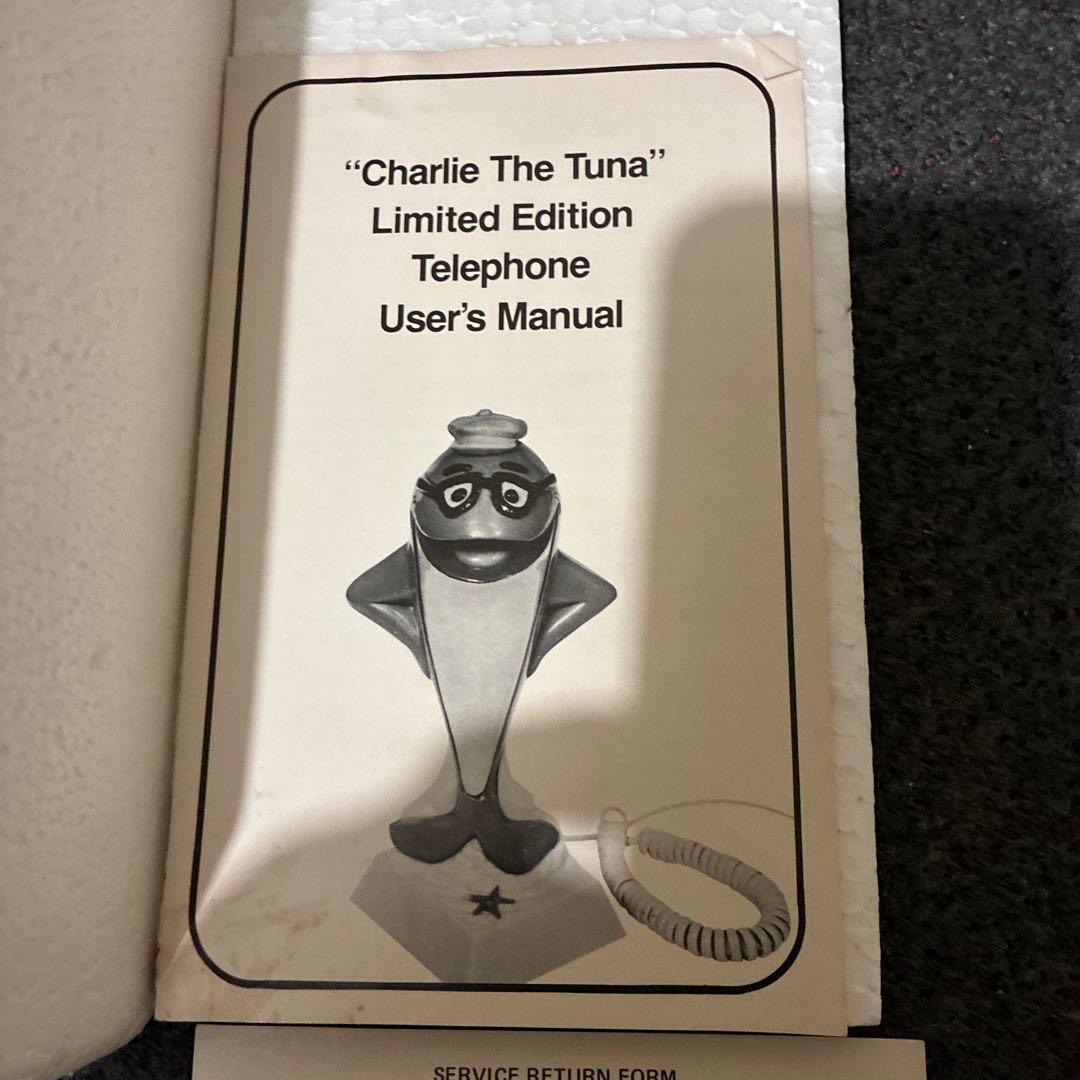 “Charlie The Tuna”
Limited Edition
Telephone
User’s Manual
SERVICE RETURN FORM